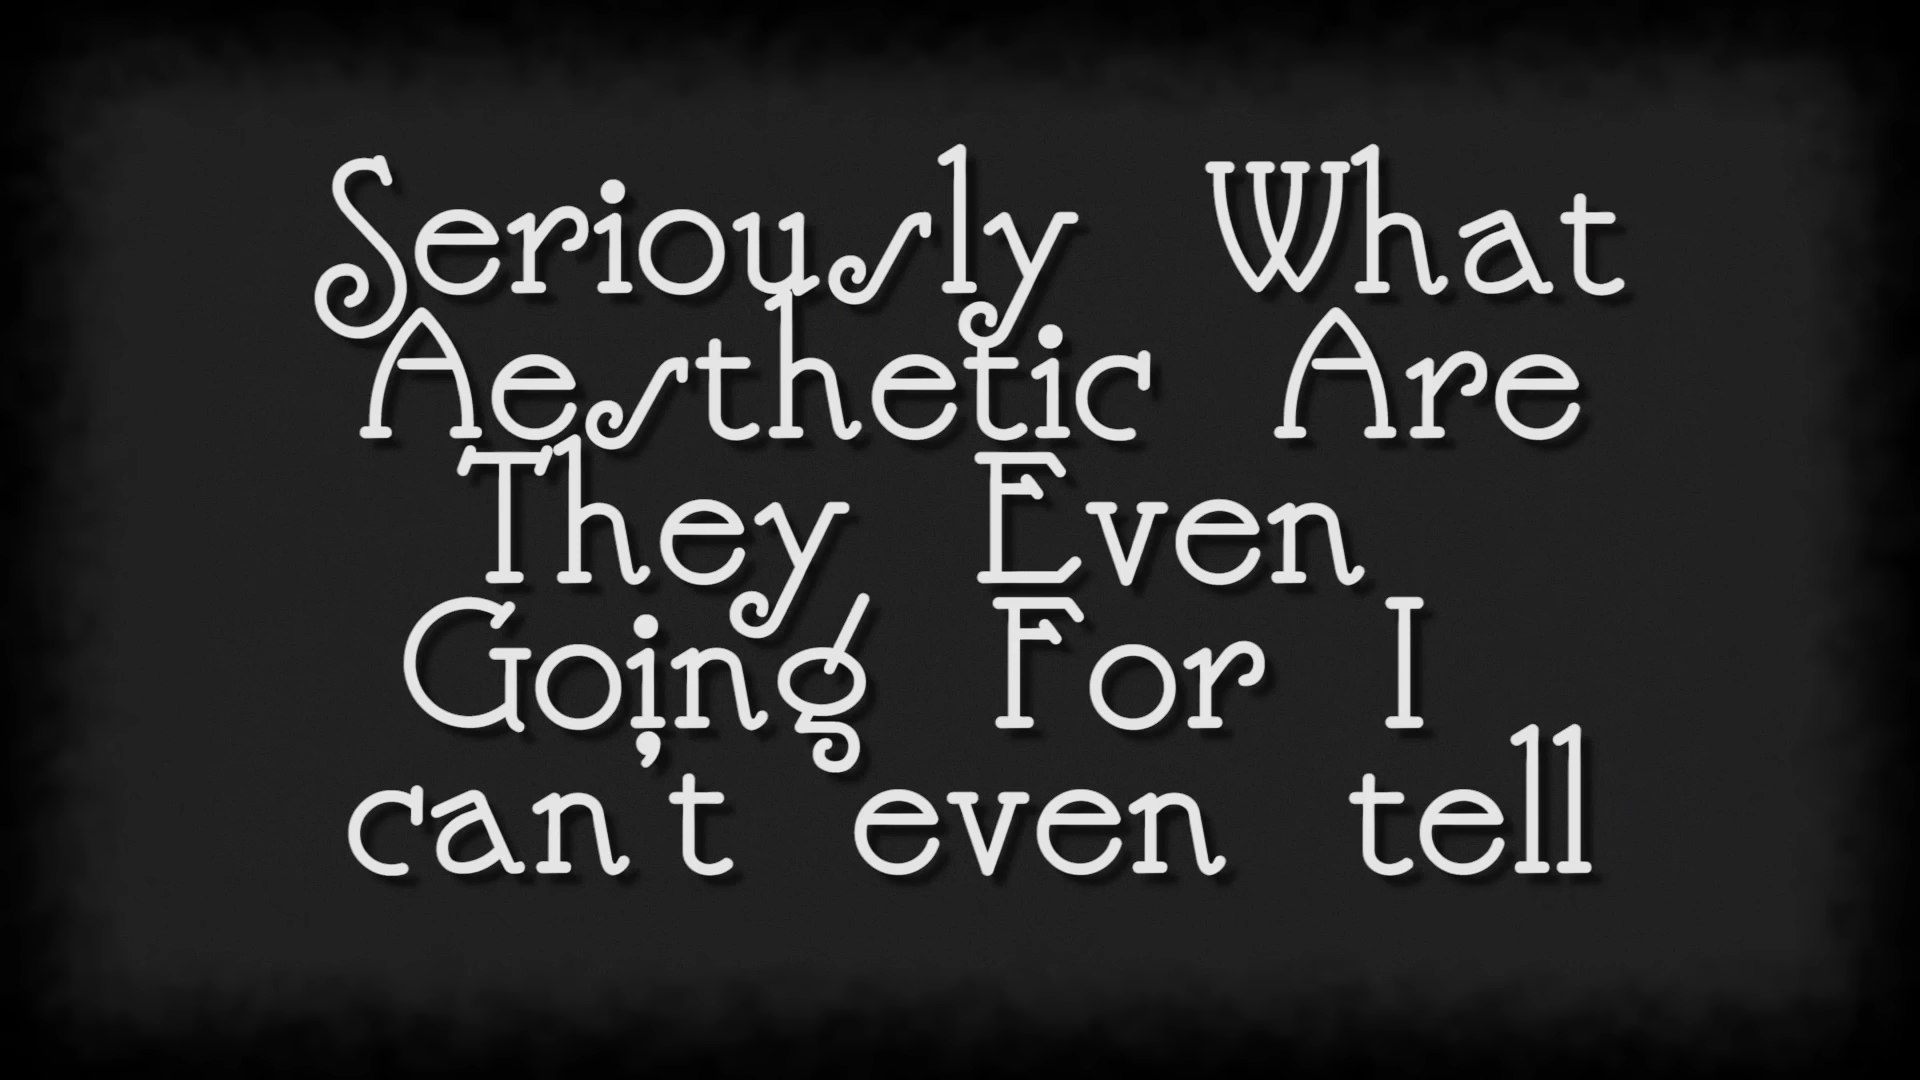 Seriously What
Aesthetic Are
They Even
Going For I
can't even tell